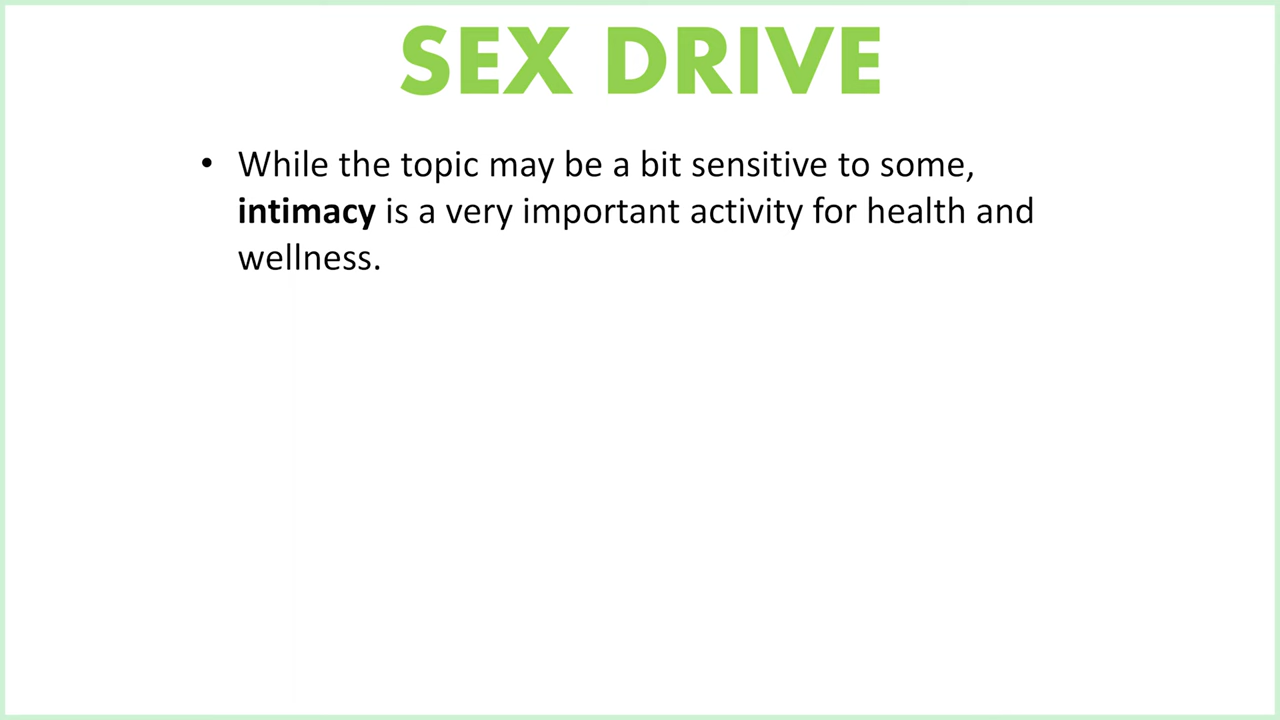 SEX DRIVE
• While the topic may be a bit sensitive to some,
intimacy is a very important activity for health and
wellness.